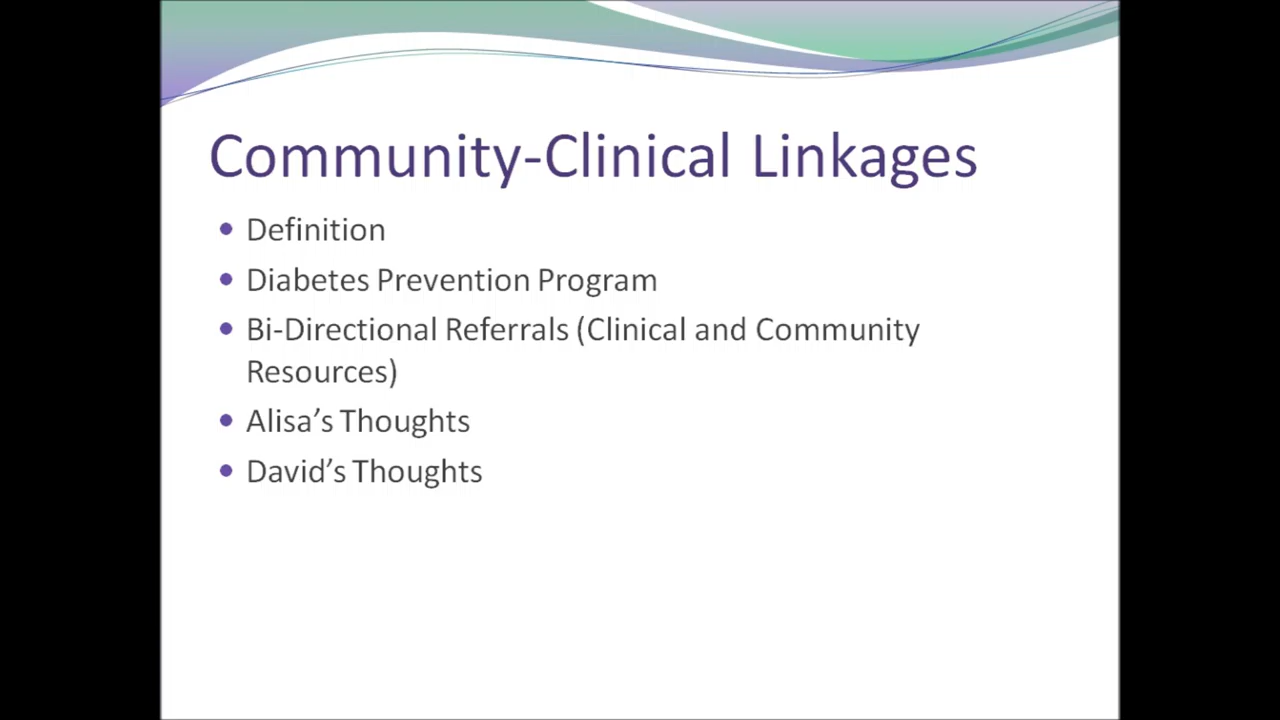 Community-Clinical Linkages
• Definition
• Diabetes Prevention Program
• Bi-Directional Referrals (Clinical and Community
Resources)
• Alisa’s Thoughts
• David’s Thoughts